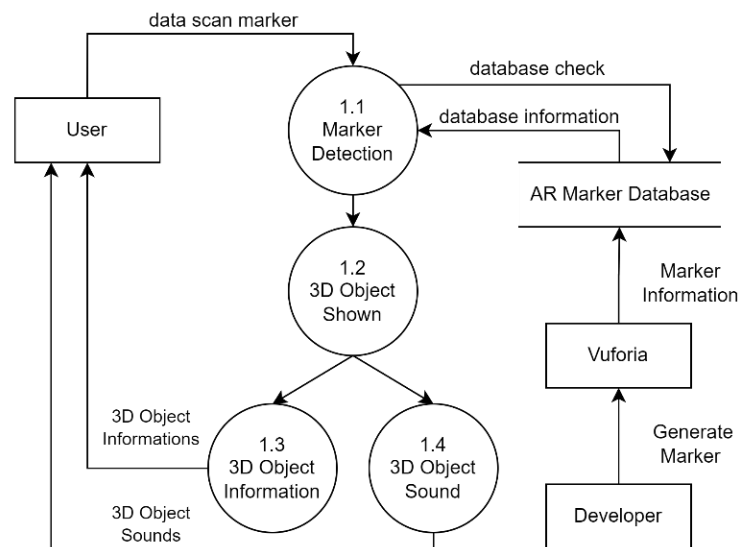 data scan marker
database check
User
1.1
Marker
Detection
database information
AR Marker Database
1.2
3D Object
Shown
Marker
Information
Vuforia
3D Object
Informations
1.3
3D Object
Information
1.4
3D Object
Sound
Generate
Marker
3D Object
Sounds
Developer